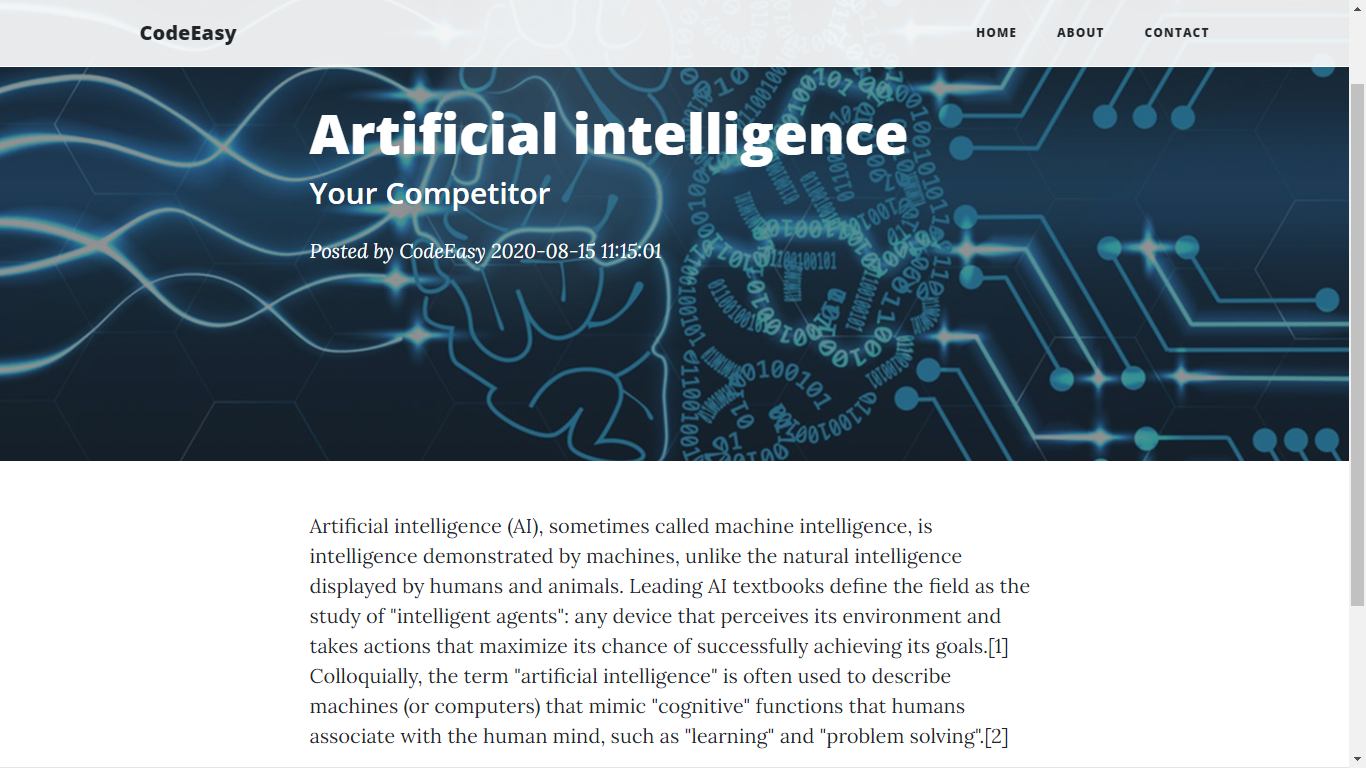 CodeEasy
HOME ABOUT CONTACT
Artificial intelligence
Your Competitor
Posted by CodeEasy 2020-08-15 11:15:01
Artificial intelligence (AI), sometimes called machine intelligence, is
intelligence demonstrated by machines, unlike the natural intelligence
displayed by humans and animals. Leading AI textbooks define the field as the
study of "intelligent agents": any device that perceives its environment and
takes actions that maximize its chance of successfully achieving its goals.[1]
Colloquially, the term "artificial intelligence" is often used to describe
machines (or computers) that mimic "cognitive" functions that humans
associate with the human mind, such as "learning" and "problem solving".[2]